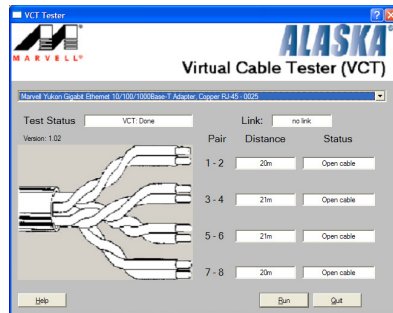 VCT Tester
MARVELL®
ALASKA®
Virtual Cable Tester (VCT)
Marvell Yukon Gigabit Ethernet 10/100/1000Base-T Adapter, Copper RJ-45 - 0025
Test Status VCT: Done Link: no link
Version: 1.02
Pair Distance Status
1 - 2 20m Open cable
3 - 4 21m Open cable
5 - 6 21m Open cable
7 - 8 20m Open cable
Help Run Quit